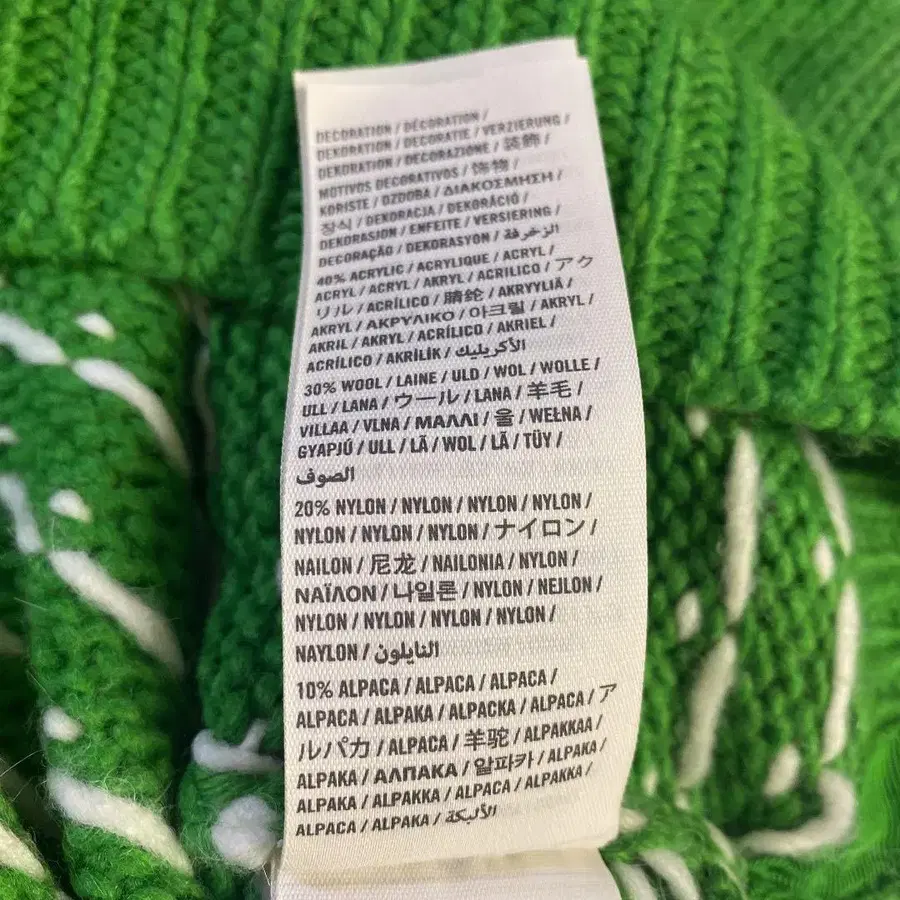 DECORATION / DÉCORATION /
DEKORATION / DECORATIE / VERZIERUNG /
DEKORATION / DECORAZIONE / 装飾 /
MOTIVOS DECORATIVOS / 饰物 /
KORISTE / OZDOBA / ΔΙΑΚΟΣΜΗΣΗ /
장식 / DEKORACJA / DEKORÁCIÓ /
DEKORASJON / ENFEITE / VERSIERING /
DECORAÇÃO / DEKORASYON / الزخرفة
40% ACRYLIC / ACRYLIQUE / ACRYL /
ACRYL / ACRYL / AKRYL / ACRILICO / アク
リル / ACRÍLICO / 腈纶 / AKRYYLIÄ /
AKRYL / ΑΚΡΥΛΙΚΟ / 아크릴 / AKRYL /
AKRIL / AKRYL / ACRÍLICO / AKRIEL /
ACRÍLICO / AKRİLİK / الأكريليك
30% WOOL / LAINE / ULD / WOL / WOLLE /
ULL / LANA / ウール / LANA / 羊毛 /
VILLAA / VLNA / ΜΑΛΛΙ / 울 / WEŁNA /
GYAPJÚ / ULL / LÃ / WOL / LÃ / TÜY /
الصوف
20% NYLON / NYLON / NYLON / NYLON /
NYLON / NYLON / NYLON / ナイロン /
NAILON / 尼龙 / NAILONIA / NYLON /
ΝΑΪΛΟΝ / 나일론 / NYLON / NEJLON /
NYLON / NYLON / NYLON / NYLON /
NAYLON / النايلون
10% ALPACA / ALPACA / ALPACA /
ALPACA / ALPAKA / ALPACKA / ALPACA / ア
ルパカ / ALPACA / 羊驼 / ALPAKKAA /
ALPAKA / ΑΛΠΑΚΑ / 알파카 / ALPAKA /
ALPAKA / ALPAKKA / ALPACA / ALPAKKA /
ALPACA / ALPAKA / الألبكة